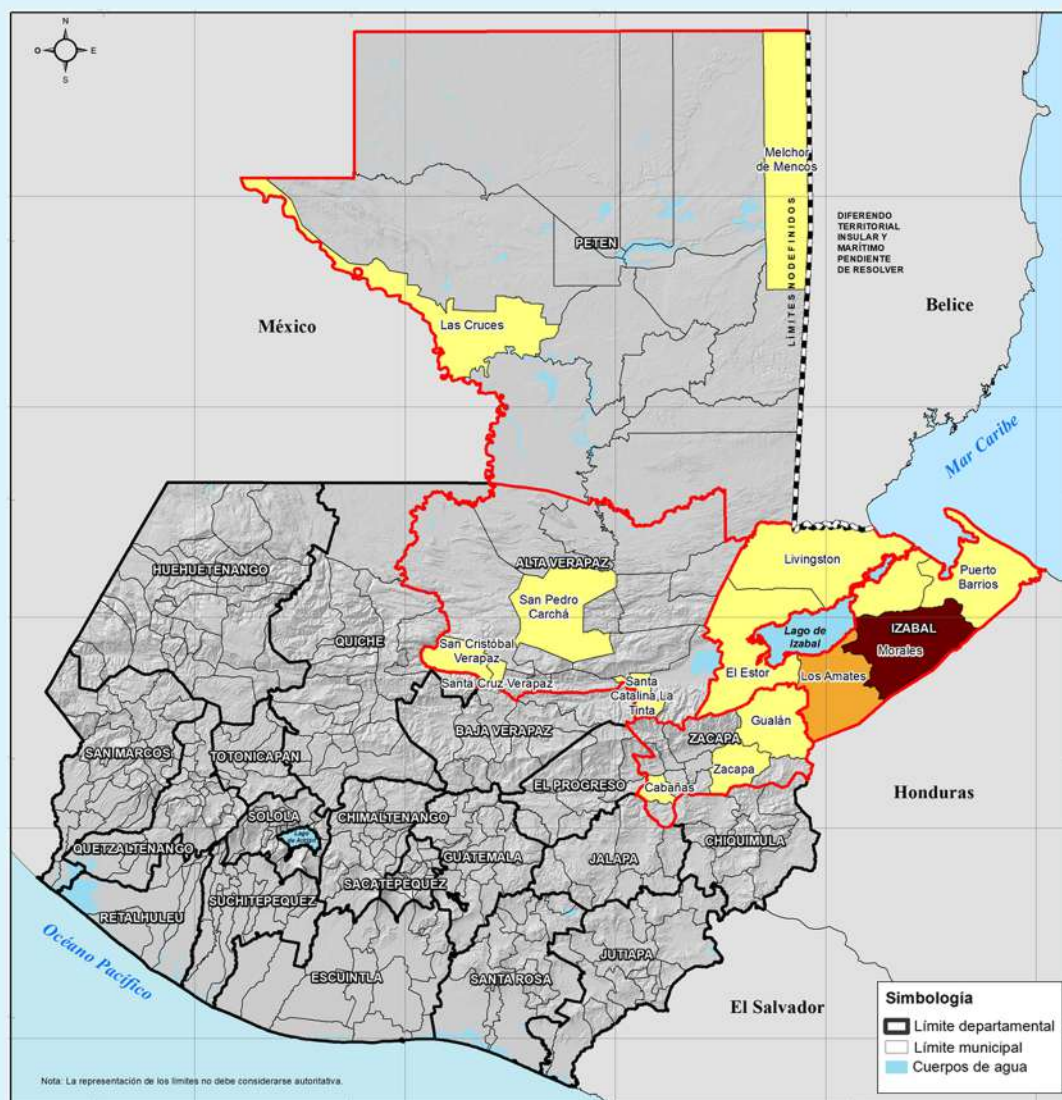 N
O
E
S
Melchor
de Mencos
DIFERENDO
TERRITORIAL
INSULAR Y
MARÍTIMO
PENDIENTE
DE RESOLVER
LÍMITES NO DEFINIDOS
PETEN
Belice
México
Las Cruces
Mar Caribe
Livingston
Puerto
Barrios
HUEHUETENANGO
ALTA VERAPAZ
San Pedro
Carchá
QUICHE
San Cristóbal
Verapaz
Lago de
Izabal
IZABAL
Morales
El Estor
Los Amates
Santa Cruz Verapaz
Santa
Catalina La
Tinta
Gualán
BAJA VERAPAZ
ZACAPA
SAN MARCOS
TOTONICAPAN
Zacapa
EL PROGRESO
Cabañas
Honduras
SOLOLA
CHIMALTENANGO
Lago
de Atitlán
QUETZALTENANGO
GUATEMALA
JALAPA
CHIQUIMULA
SACATEPEQUEZ
SUCHITEPEQUEZ
RETALHULEU
Océano Pacífico
ESCUINTLA
SANTA ROSA
JUTIAPA
El Salvador
Simbología
Límite departamental
Límite municipal
Cuerpos de agua
Nota: La representación de los límites no debe considerarse autoritativa.